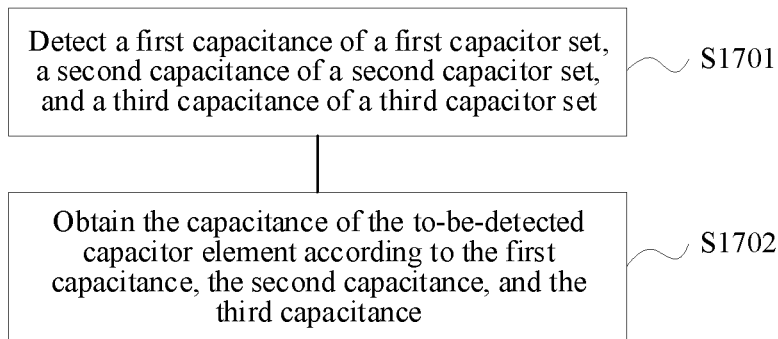 Detect a first capacitance of a first capacitor set,
a second capacitance of a second capacitor set,
and a third capacitance of a third capacitor set
S1701
Obtain the capacitance of the to-be-detected
capacitor element according to the first
capacitance, the second capacitance, and the
third capacitance
S1702